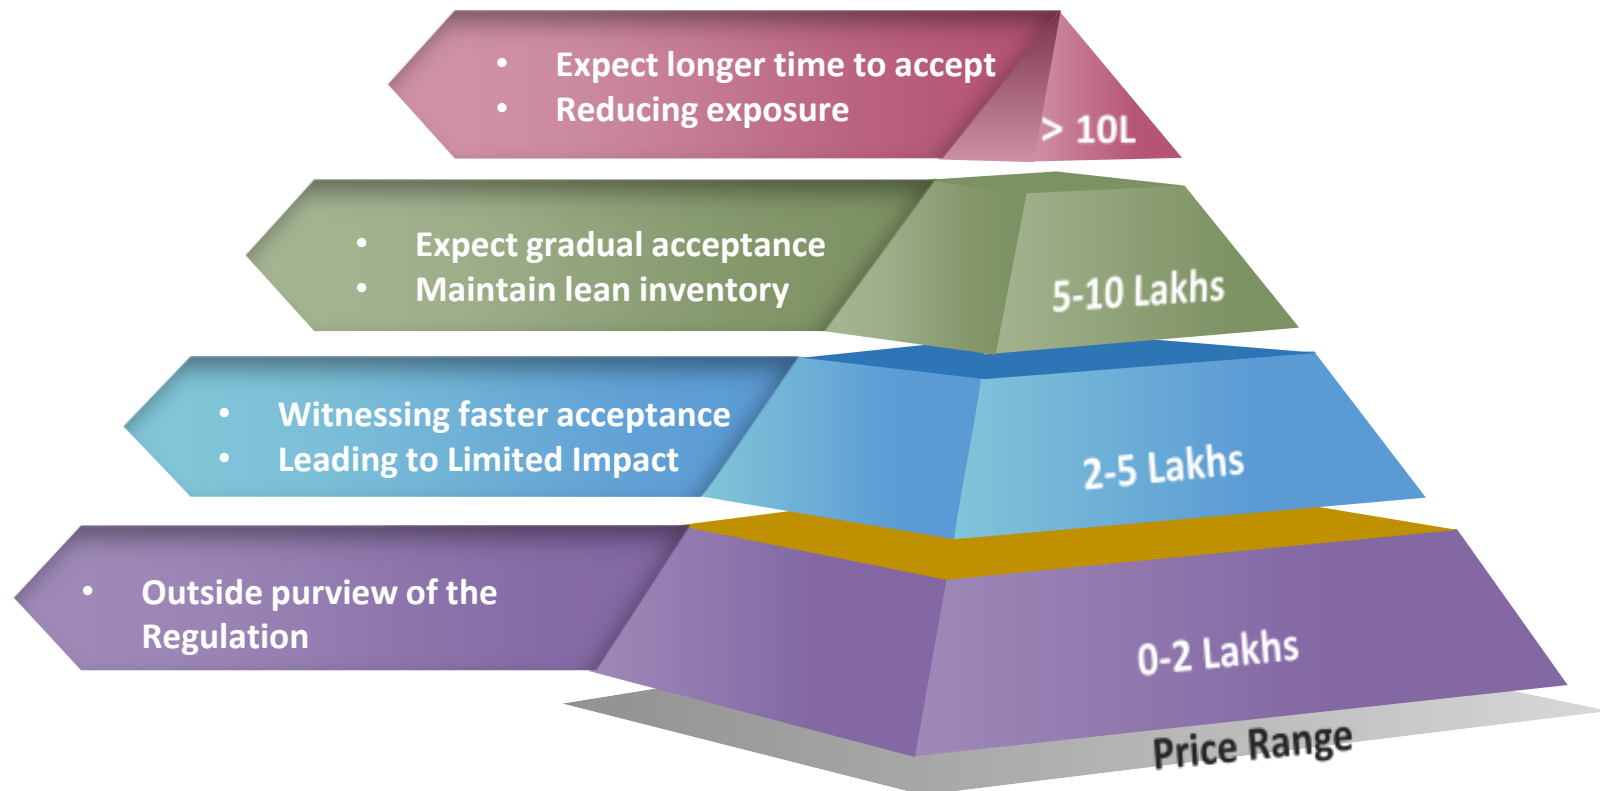 • Expect longer time to accept
• Reducing exposure
> 10L
• Expect gradual acceptance
• Maintain lean inventory
5-10 Lakhs
• Witnessing faster acceptance
• Leading to Limited Impact
2-5 Lakhs
• Outside purview of the
Regulation
0-2 Lakhs
Price Range